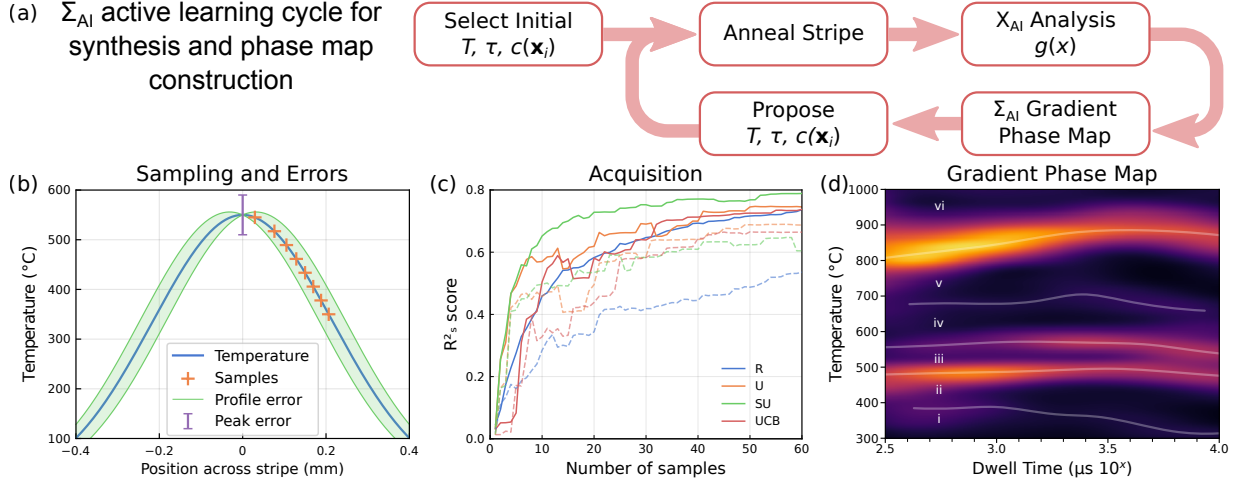 (a) Σ_AI active learning cycle for
synthesis and phase map
construction
Select Initial
T, τ, c(x_i)
Anneal Stripe
X_AI Analysis
g(x)
Propose
T, τ, c(x_i)
Σ_AI Gradient
Phase Map
(b) Sampling and Errors
600
500
400
300
200
100
Temperature (°C)
Temperature
Samples
Profile error
Peak error
−0.4 −0.2 0.0 0.2 0.4
Position across stripe (mm)
(c) Acquisition
0.8
0.6
0.4
0.2
0.0
R²ₛ score
R
U
SU
UCB
0 10 20 30 40 50 60
Number of samples
(d) Gradient Phase Map
1000
900
800
700
600
500
400
300
Temperature (°C)
vi
v
iv
iii
ii
i
2.5 3.0 3.5 4.0
Dwell Time (μs 10ˣ)